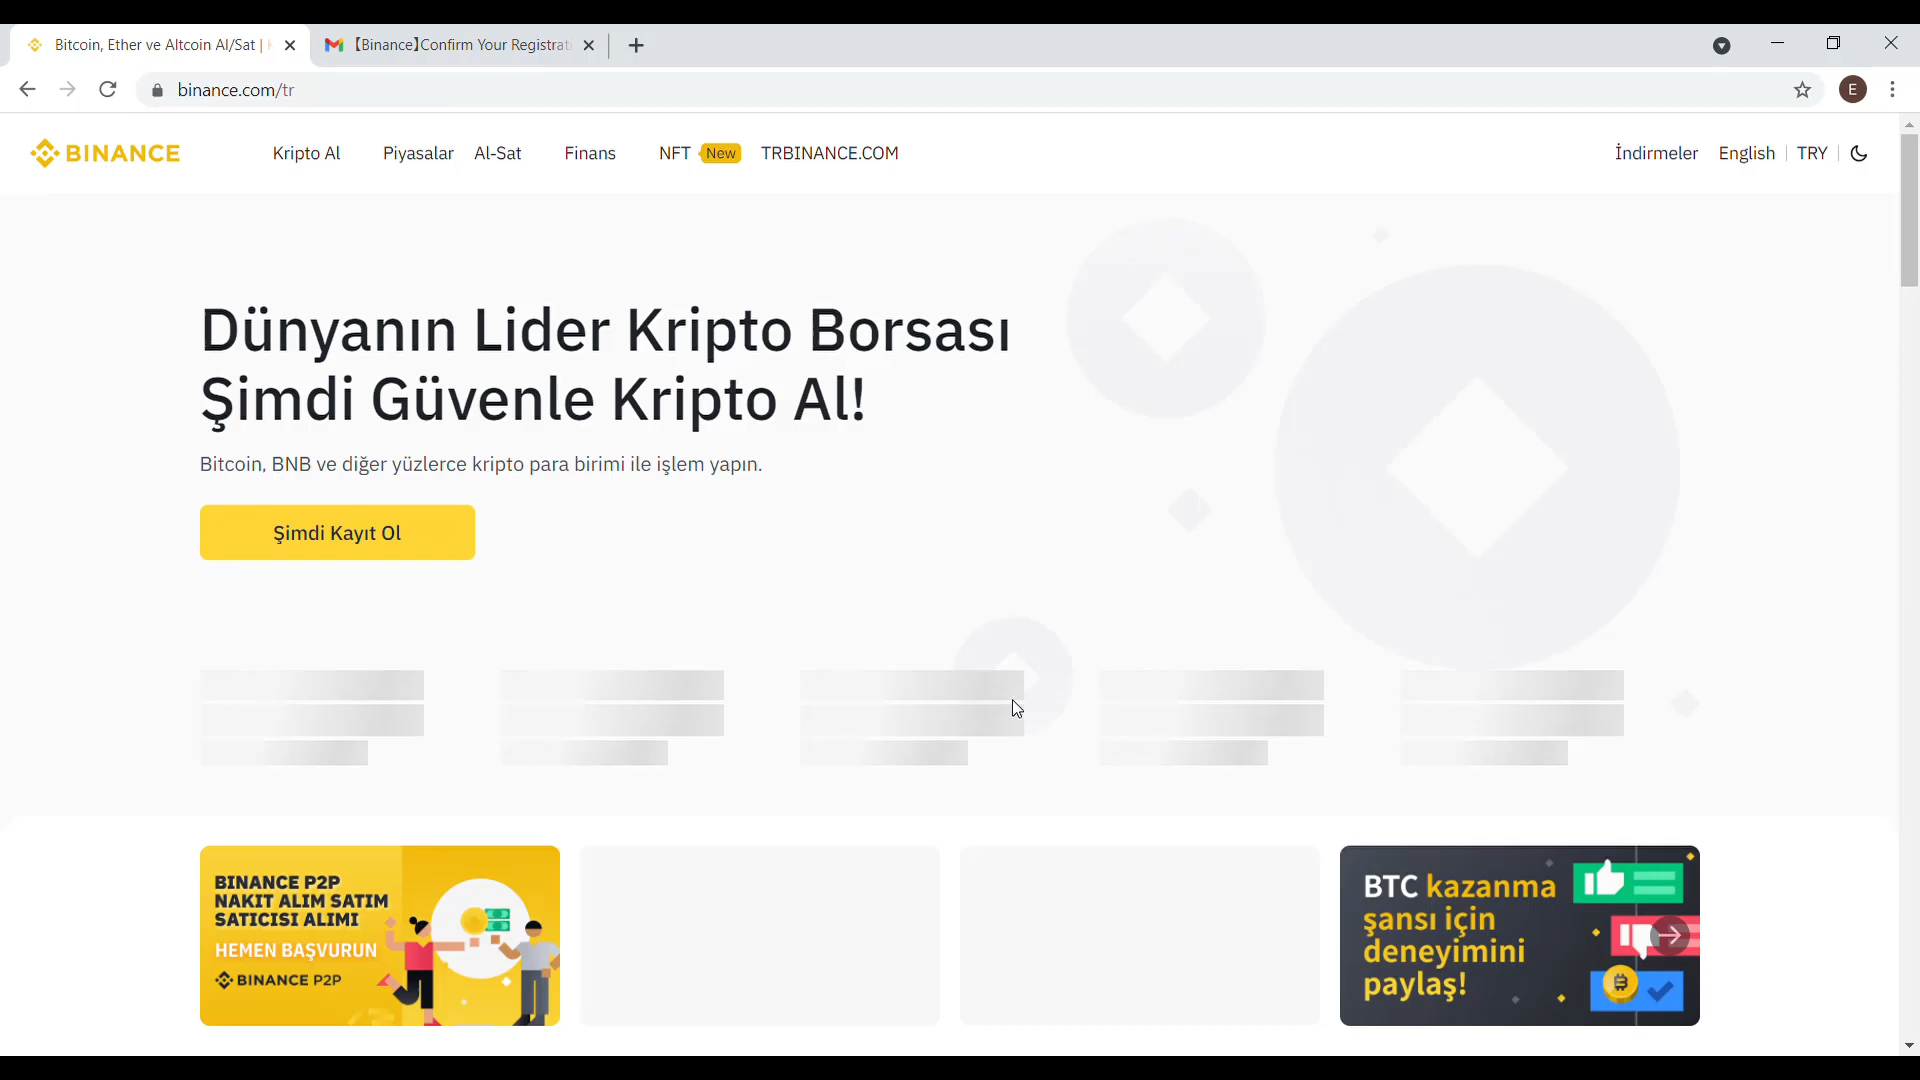 Bitcoin, Ether ve Altcoin Al/Sat |
【Binance】Confirm Your Registrat
binance.com/tr
E
BINANCE
Kripto Al
Piyasalar
Al-Sat
Finans
NFT New
TRBINANCE.COM
İndirmeler
English
TRY
Dünyanın Lider Kripto Borsası
Şimdi Güvenle Kripto Al!
Bitcoin, BNB ve diğer yüzlerce kripto para birimi ile işlem yapın.
Şimdi Kayıt Ol
BINANCE P2P
NAKIT ALIM SATIM
SATICISI ALIMI
HEMEN BAŞVURUN
BINANCE P2P
BTC kazanma
şansı için
deneyimini
paylaş!